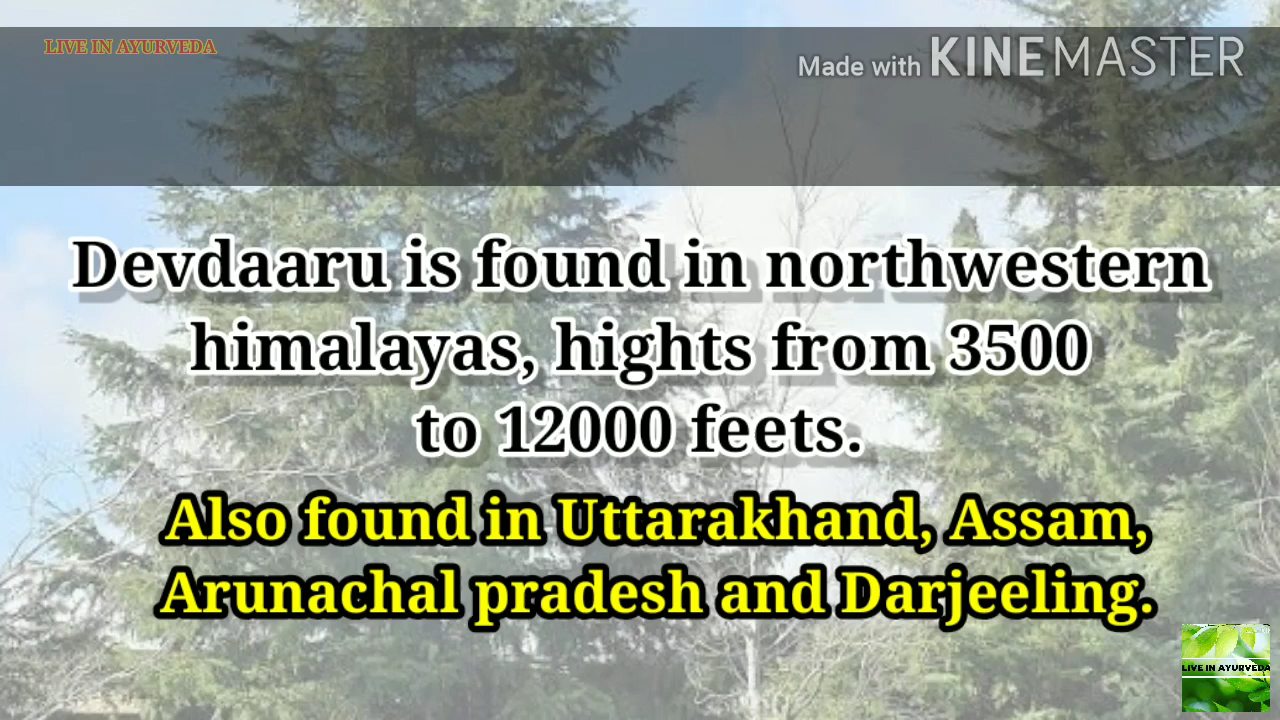 LIVE IN AYURVEDA
Made with KINEMASTER
Devdaaru is found in northwestern
himalayas, hights from 3500
to 12000 feets.
Also found in Uttarakhand, Assam,
Arunachal pradesh and Darjeeling.
LIVE IN AYURVEDA